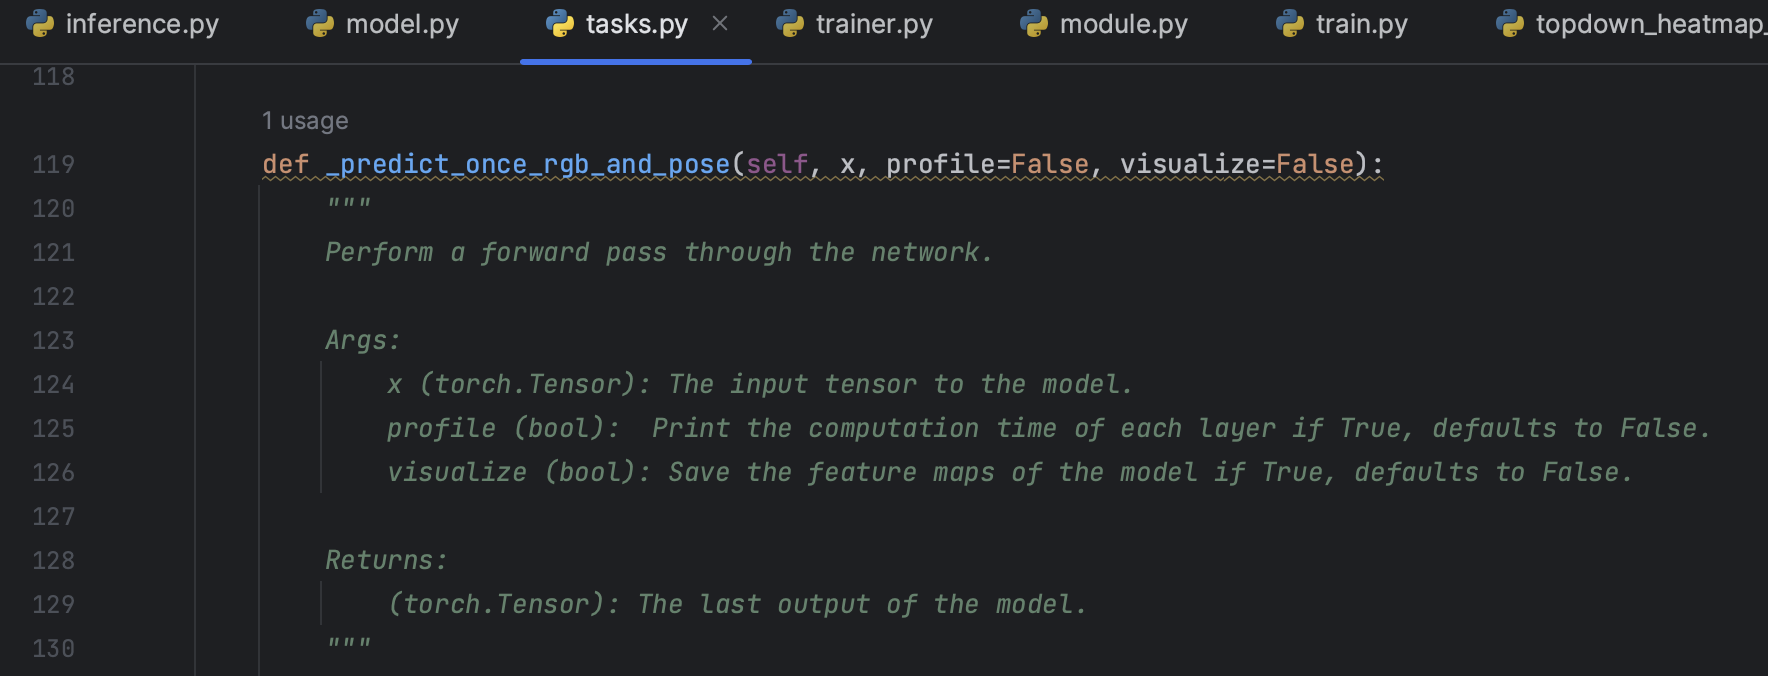 inference.py model.py tasks.py trainer.py module.py train.py topdown_heatmap_
118
1 usage
119 def _predict_once_rgb_and_pose(self, x, profile=False, visualize=False):
120 """
121 Perform a forward pass through the network.
122
123 Args:
124 x (torch.Tensor): The input tensor to the model.
125 profile (bool):  Print the computation time of each layer if True, defaults to False.
126 visualize (bool): Save the feature maps of the model if True, defaults to False.
127
128 Returns:
129 (torch.Tensor): The last output of the model.
130 """